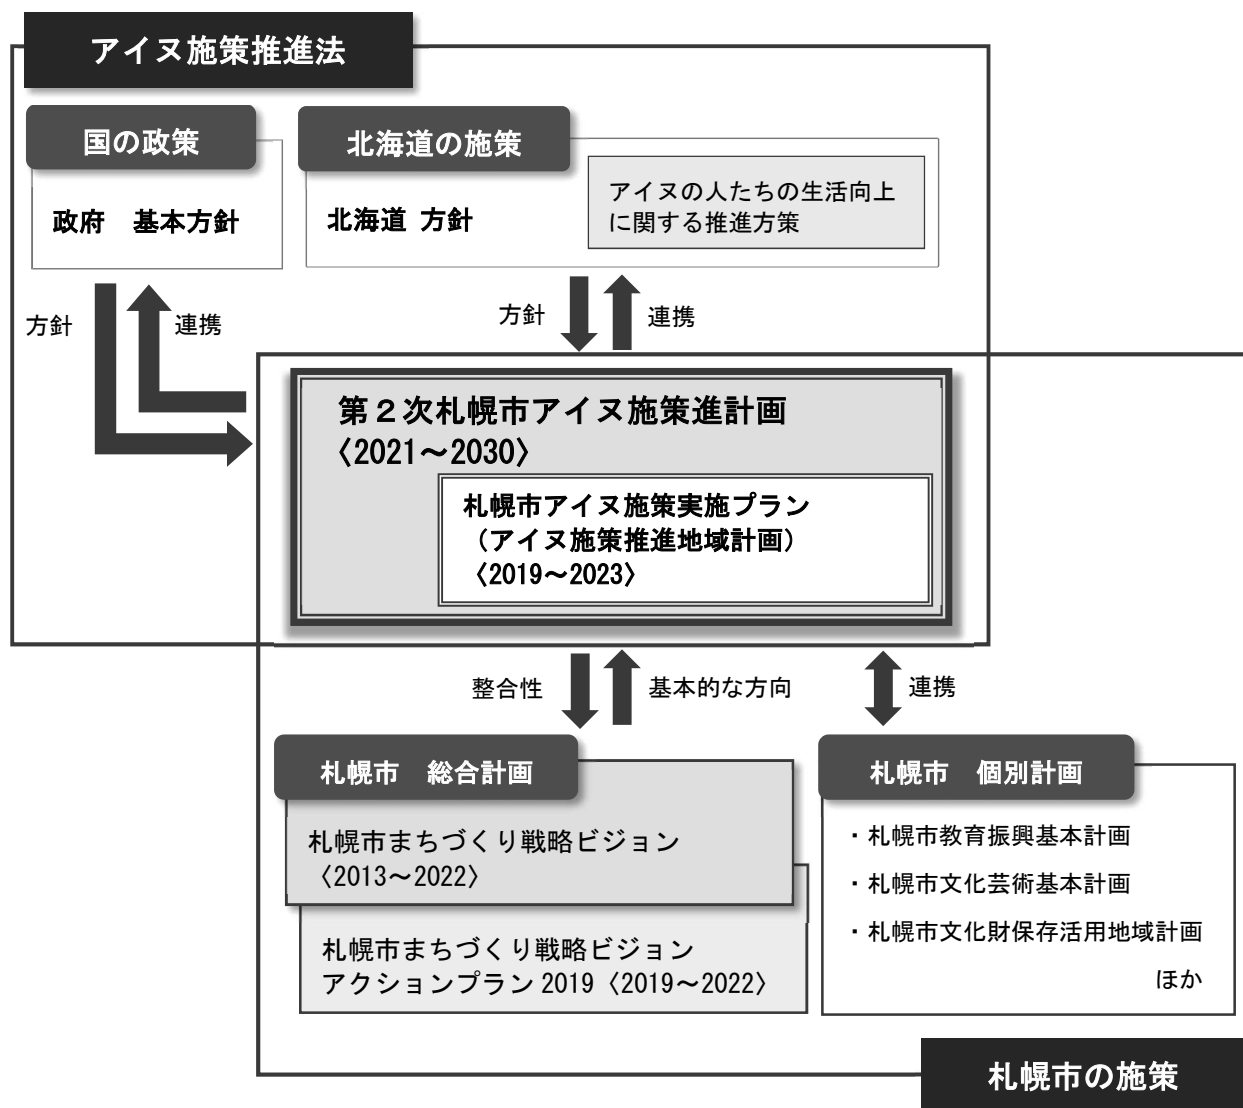 アイヌ施策推進法
国の政策
政府　基本方針
北海道の施策
北海道 方針
アイヌの人たちの生活向上
に関する推進方策
方針
連携
方針
連携
第２次札幌市アイヌ施策進計画
〈2021～2030〉
札幌市アイヌ施策実施プラン
（アイヌ施策推進地域計画）
〈2019～2023〉
整合性
基本的な方向
連携
札幌市　総合計画
札幌市まちづくり戦略ビジョン
〈2013～2022〉
札幌市まちづくり戦略ビジョン
アクションプラン 2019〈2019～2022〉
札幌市　個別計画
・札幌市教育振興基本計画
・札幌市文化芸術基本計画
・札幌市文化財保存活用地域計画
ほか
札幌市の施策